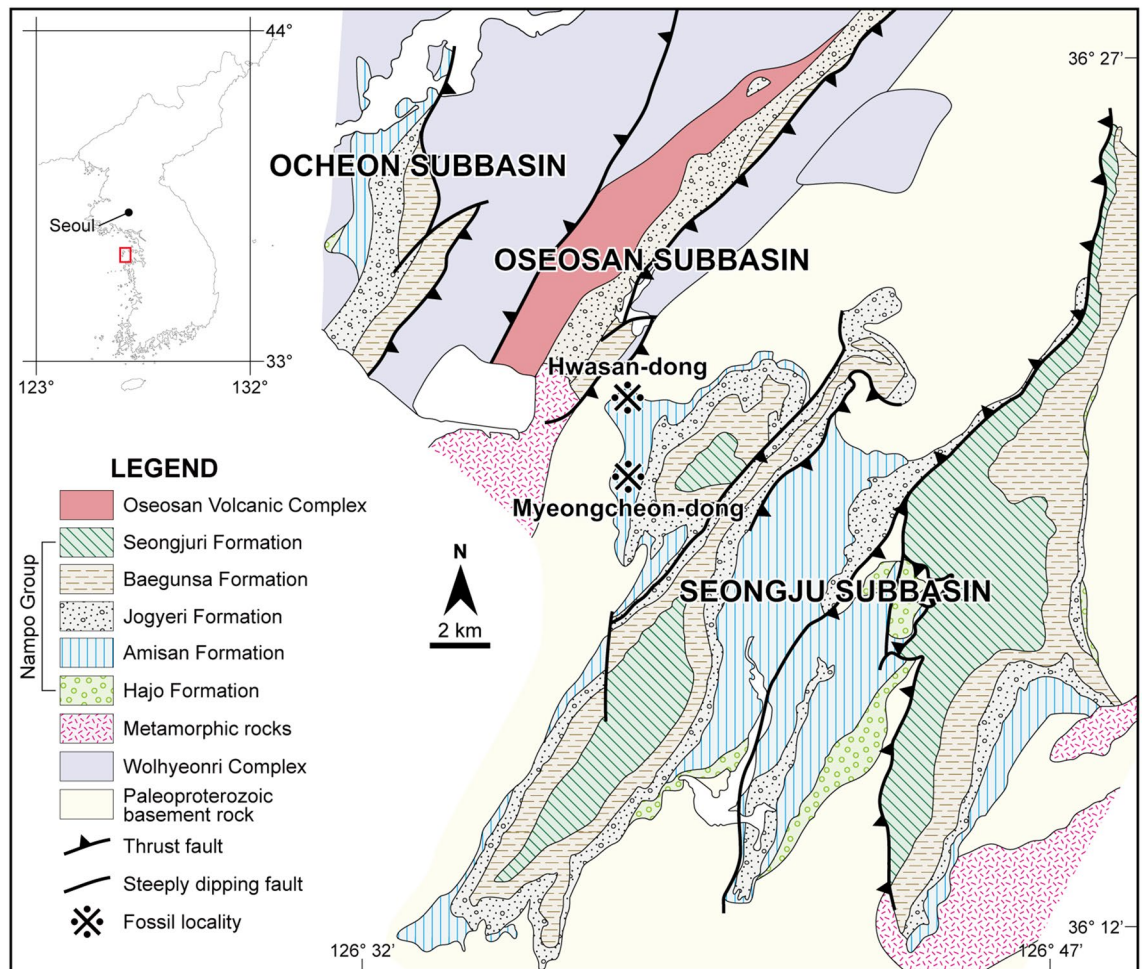 44°
36° 27’
OCHEON SUBBASIN
Seoul
OSEOSAN SUBBASIN
33°
123°
132°
Hwasan-dong
LEGEND
Oseosan Volcanic Complex
Seongjuri Formation
Baegunsa Formation
Jogyeri Formation
Amisan Formation
Hajo Formation
Nampo Group
Metamorphic rocks
Wolhyeonri Complex
Paleoproterozoic
basement rock
Thrust fault
Steeply dipping fault
Fossil locality
Myeongcheon-dong
N
2 km
SEONGJU SUBBASIN
36° 12’
126° 32’
126° 47’